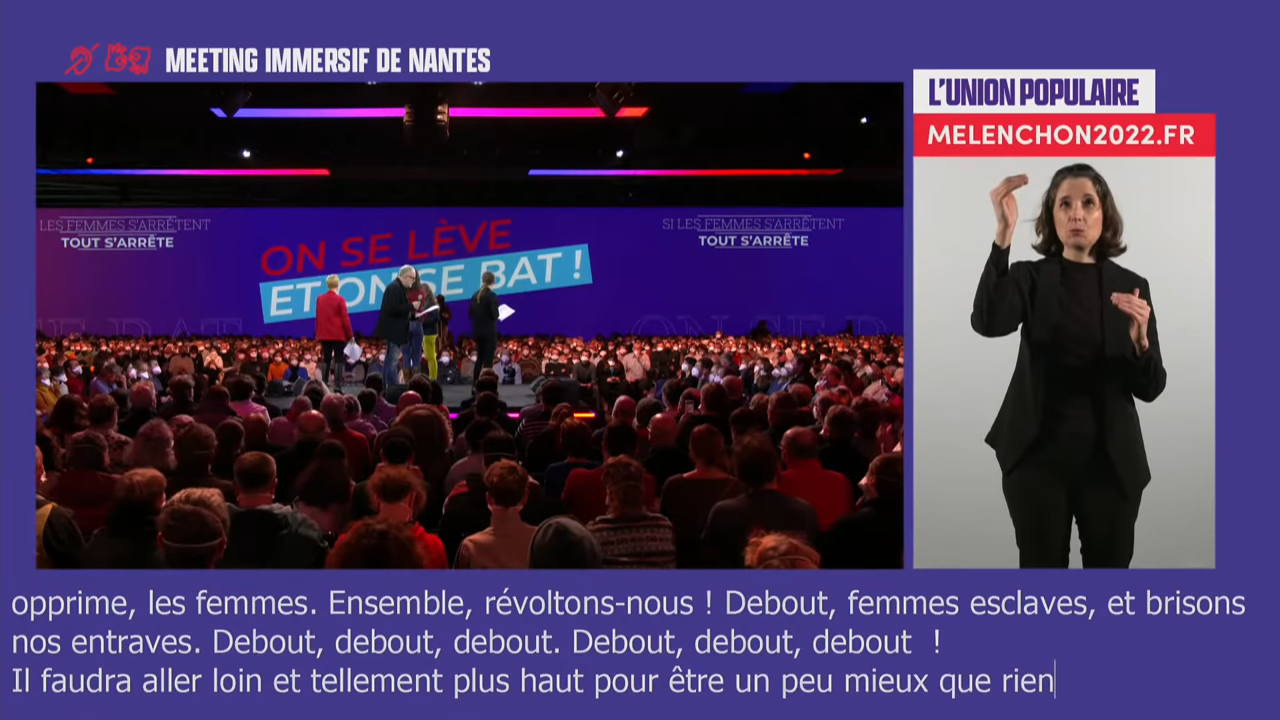 MEETING IMMERSIF DE NANTES
L'UNION POPULAIRE
MELENCHON2022.FR
LES FEMMES S'ARRÊTENT
TOUT S'ARRÊTE
SI LES FEMMES S'ARRÊTENT
TOUT S'ARRÊTE
ON SE LÈVE
ET ON SE BAT !
opprime, les femmes. Ensemble, révoltons-nous ! Debout, femmes esclaves, et brisons
nos entraves. Debout, debout, debout. Debout, debout, debout !
Il faudra aller loin et tellement plus haut pour être un peu mieux que rien